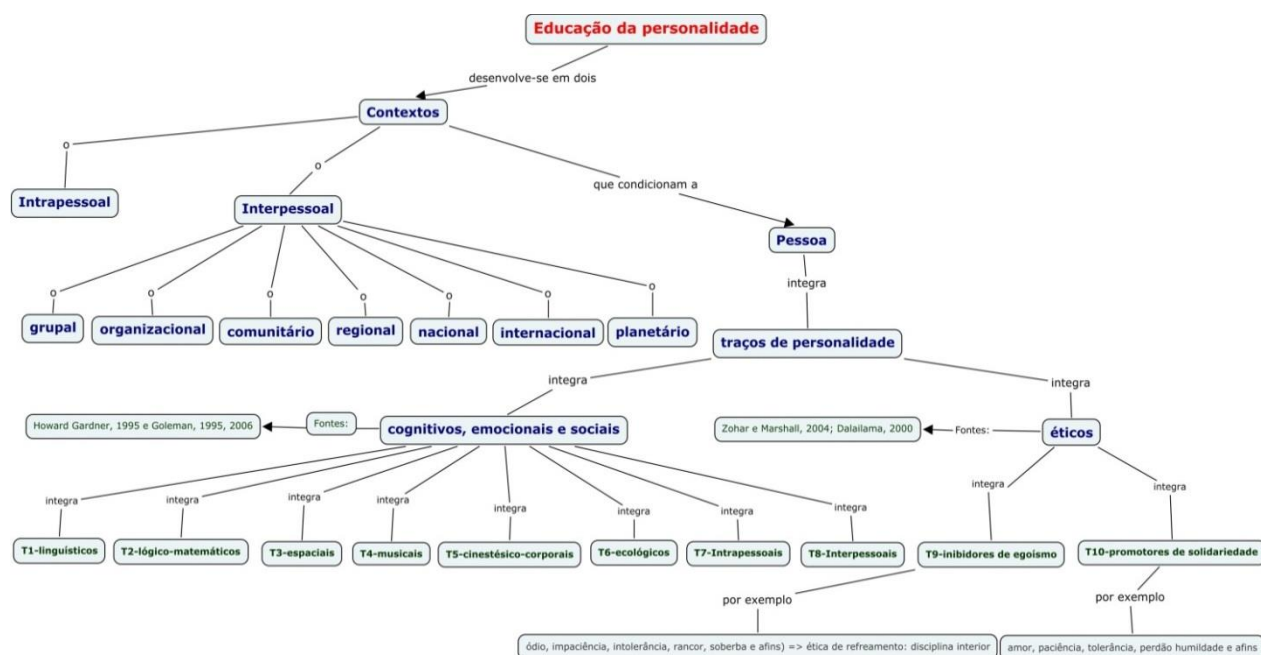 Educação da personalidade
desenvolve-se em dois
Contextos
o
o
que condicionam a
Intrapessoal
Interpessoal
Pessoa
integra
o
o
o
o
o
o
o
grupal
organizacional
comunitário
regional
nacional
internacional
planetário
traços de personalidade
integra
integra
Howard Gardner, 1995 e Goleman, 1995, 2006
Fontes:
cognitivos, emocionais e sociais
Zohar e Marshall, 2004; Dalailama, 2000
Fontes:
éticos
integra
integra
integra
integra
integra
integra
integra
integra
integra
integra
T1-linguísticos
T2-lógico-matemáticos
T3-espaciais
T4-musicais
T5-cinestésico-corporais
T6-ecológicos
T7-Intrapessoais
T8-Interpessoais
T9-inibidores de egoismo
T10-promotores de solidariedade
por exemplo
por exemplo
ódio, impaciência, intolerância, rancor, soberba e afins) => ética de refreamento: disciplina interior
amor, paciência, tolerância, perdão humildade e afins